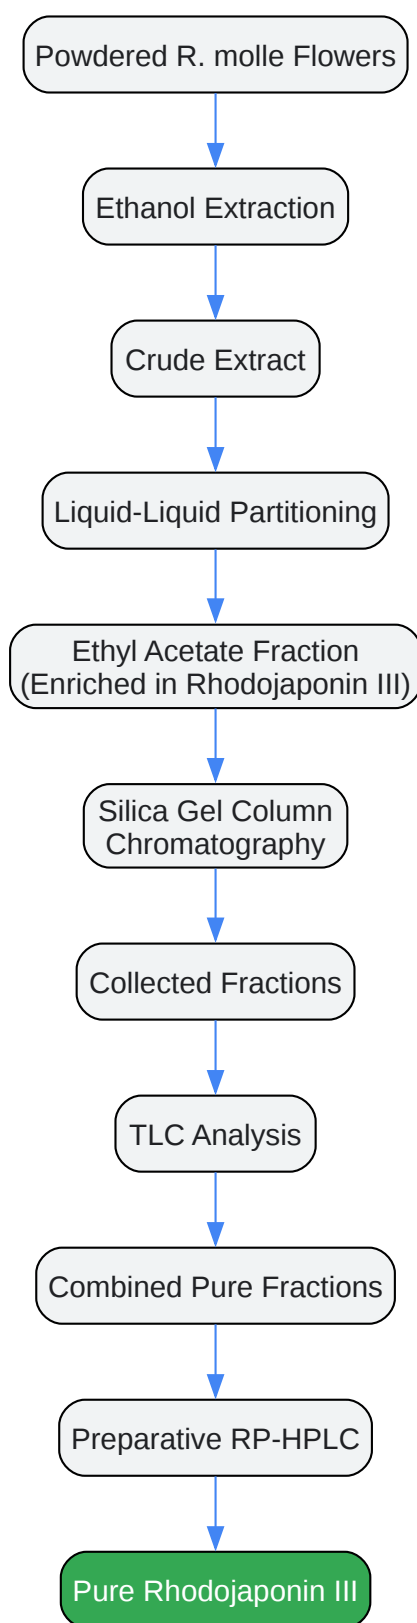 Powdered R. molle Flowers
Ethanol Extraction
Crude Extract
Liquid-Liquid Partitioning
Ethyl Acetate Fraction
(Enriched in Rhodojaponin III)
Silica Gel Column
Chromatography
Collected Fractions
TLC Analysis
Combined Pure Fractions
Preparative RP-HPLC
Pure Rhodojaponin III